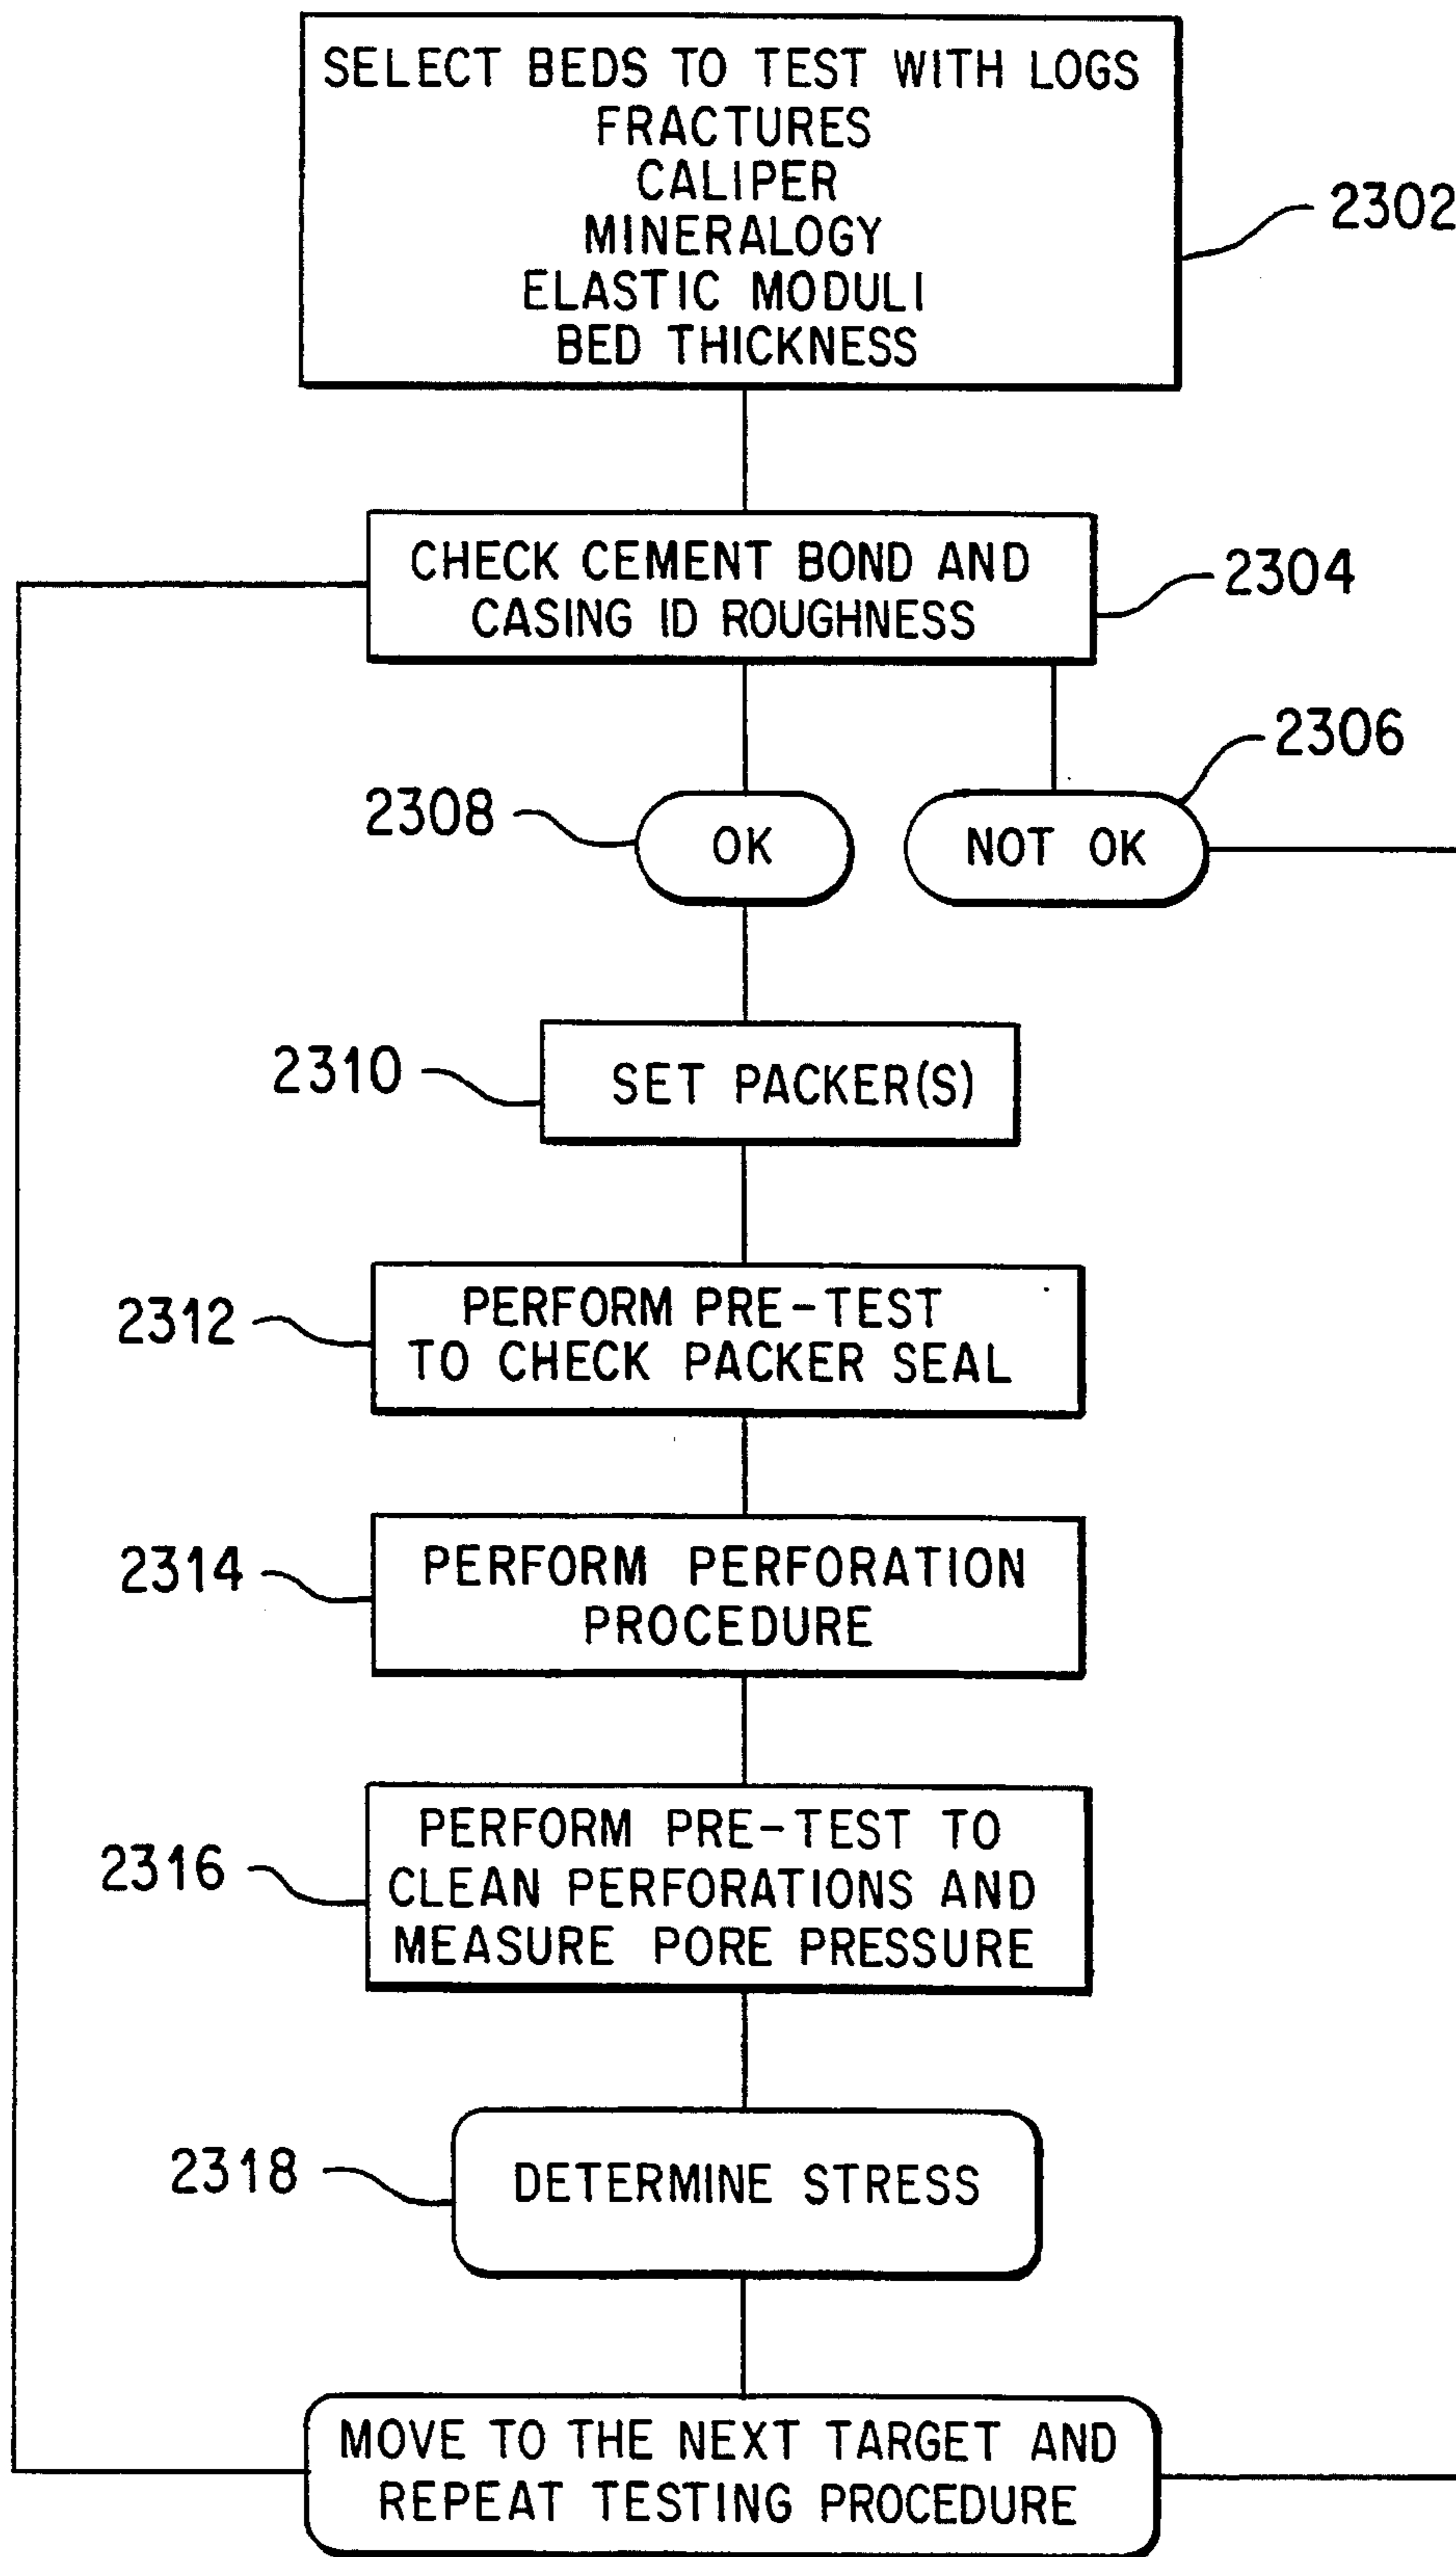 SELECT BEDS TO TEST WITH LOGS
FRACTURES
CALIPER
MINERALOGY
ELASTIC MODULI
BED THICKNESS
2302
CHECK CEMENT BOND AND
CASING ID ROUGHNESS
2304
2306
2308
OK
NOT OK
2310
SET PACKER(S)
2312
PERFORM PRE-TEST
TO CHECK PACKER SEAL
2314
PERFORM PERFORATION
PROCEDURE
2316
PERFORM PRE-TEST TO
CLEAN PERFORATIONS AND
MEASURE PORE PRESSURE
2318
DETERMINE STRESS
MOVE TO THE NEXT TARGET AND
REPEAT TESTING PROCEDURE